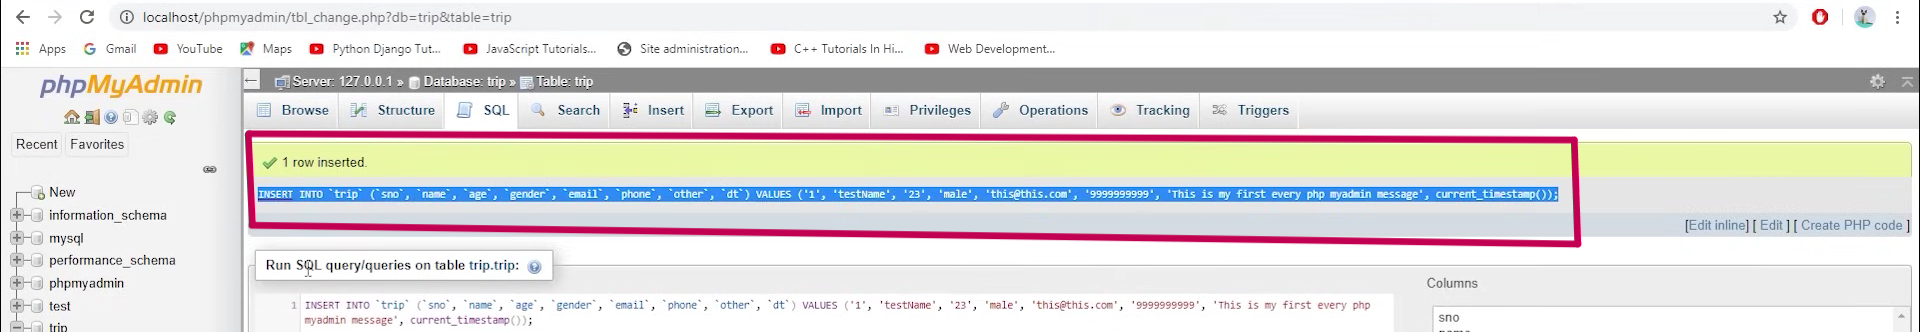 localhost/phpmyadmin/tbl_change.php?db=trip&table=trip
Apps Gmail YouTube Maps Python Django Tut... JavaScript Tutorials... Site administration... C++ Tutorials In Hi... Web Development...
phpMyAdmin
Server: 127.0.0.1 » Database: trip » Table: trip
Browse Structure SQL Search Insert Export Import Privileges Operations Tracking Triggers
Recent Favorites
1 row inserted.
INSERT INTO `trip` (`sno`, `name`, `age`, `gender`, `email`, `phone`, `other`, `dt`) VALUES ('1', 'testName', '23', 'male', 'this@this.com', '9999999999', 'This is my first every php myadmin message', current_timestamp());
[Edit inline] [ Edit ] [ Create PHP code ]
New
information_schema
mysql
performance_schema
phpmyadmin
test
trip
Run SQL query/queries on table trip.trip:
1 INSERT INTO `trip` (`sno`, `name`, `age`, `gender`, `email`, `phone`, `other`, `dt`) VALUES ('1', 'testName', '23', 'male', 'this@this.com', '9999999999', 'This is my first every php
myadmin message', current_timestamp());
Columns
sno
name